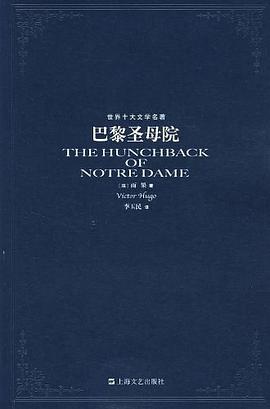 世界十大文学名著
巴黎圣母院
THE HUNCHBACK
OF
NOTRE DAME
[法] 雨果 著
Victor Hugo
李玉民 译
上海文艺出版社